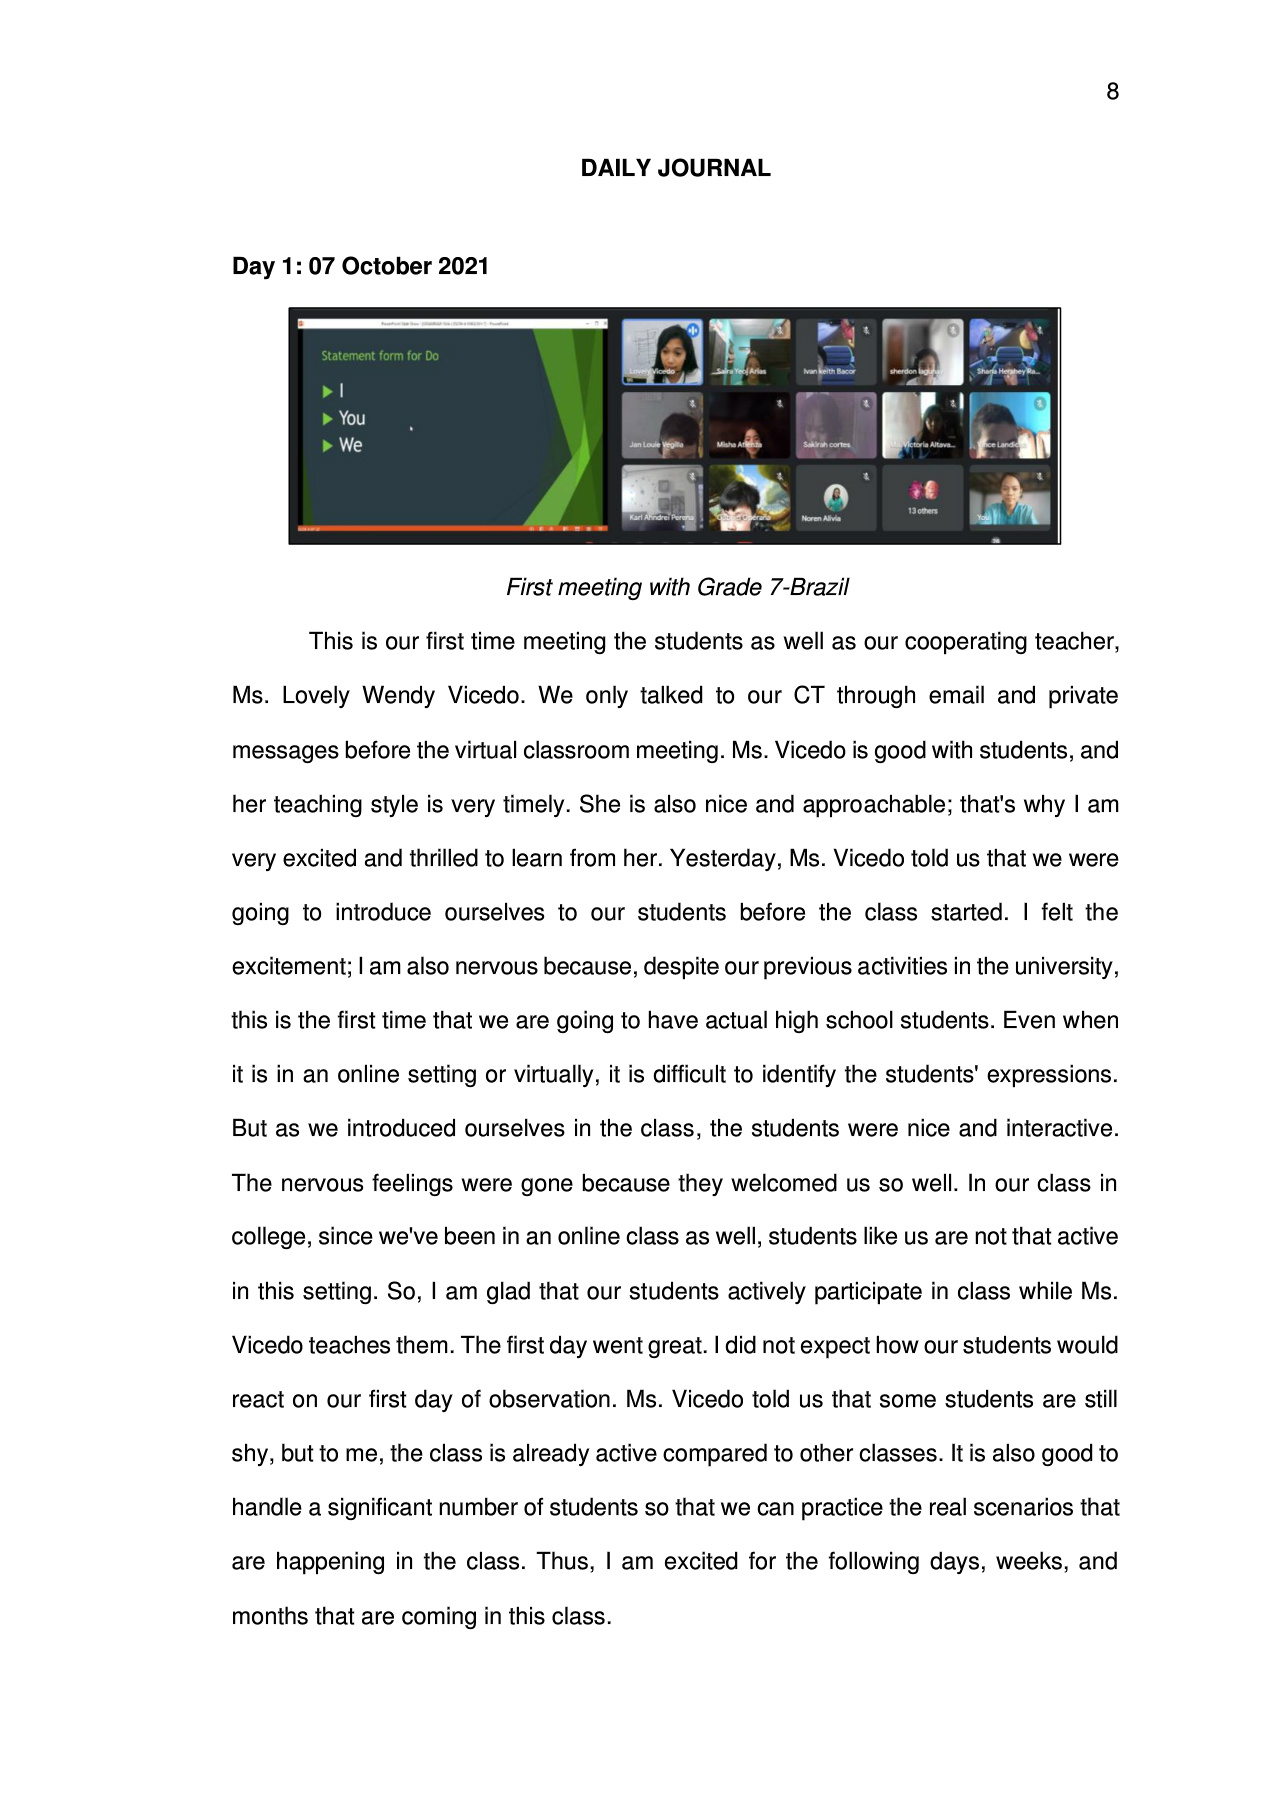 8
DAILY JOURNAL
Day 1: 07 October 2021
Statement form for Do
I
You
We
Lovely Vicedo
Saira Yeoj Arias
Ivan keith Bacor
sherdon laguna
Shana Herahey Ra...
Jan Louie Vegilla
Misha Atienza
Sakirah cortes
Victoria Altava...
nce Landic
Karl Ahndrei Perena
Noren Alivia
13 others
You
First meeting with Grade 7-Brazil
This is our first time meeting the students as well as our cooperating teacher,
Ms. Lovely Wendy Vicedo. We only talked to our CT through email and private
messages before the virtual classroom meeting. Ms. Vicedo is good with students, and
her teaching style is very timely. She is also nice and approachable; that's why I am
very excited and thrilled to learn from her. Yesterday, Ms. Vicedo told us that we were
going to introduce ourselves to our students before the class started. I felt the
excitement; I am also nervous because, despite our previous activities in the university,
this is the first time that we are going to have actual high school students. Even when
it is in an online setting or virtually, it is difficult to identify the students' expressions.
But as we introduced ourselves in the class, the students were nice and interactive.
The nervous feelings were gone because they welcomed us so well. In our class in
college, since we've been in an online class as well, students like us are not that active
in this setting. So, I am glad that our students actively participate in class while Ms.
Vicedo teaches them. The first day went great. I did not expect how our students would
react on our first day of observation. Ms. Vicedo told us that some students are still
shy, but to me, the class is already active compared to other classes. It is also good to
handle a significant number of students so that we can practice the real scenarios that
are happening in the class. Thus, I am excited for the following days, weeks, and
months that are coming in this class.